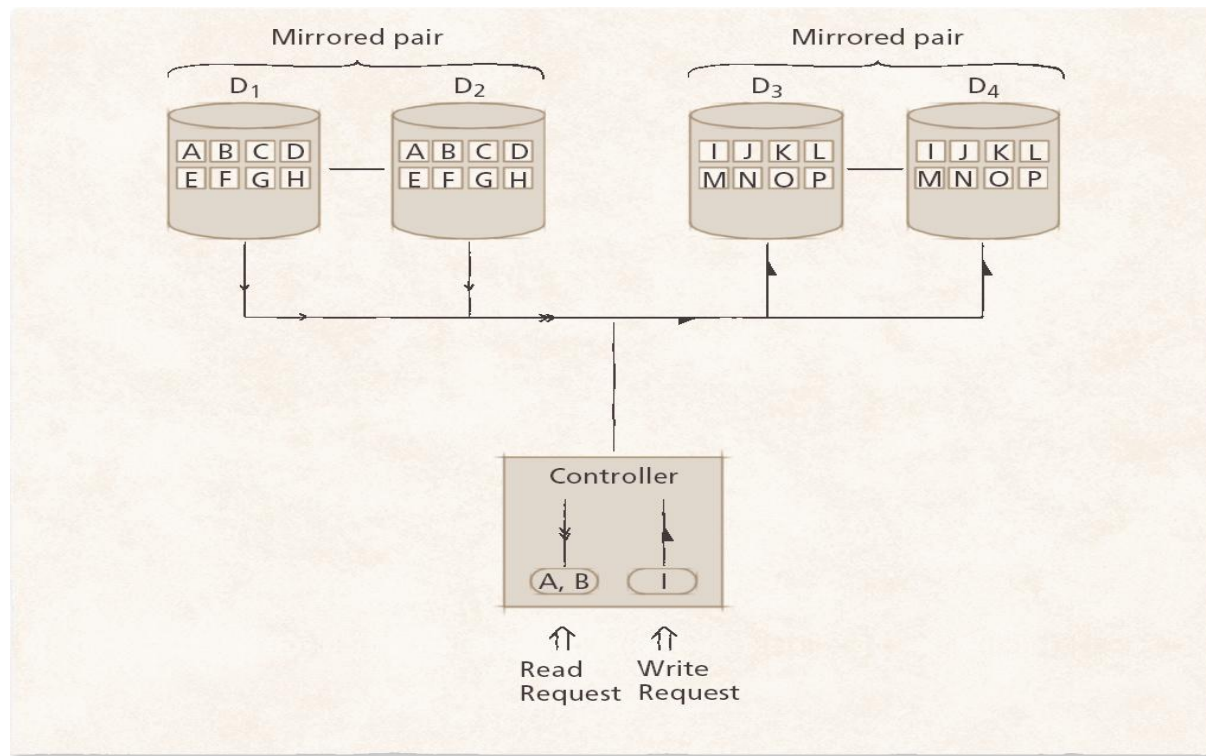 Mirrored pair
Mirrored pair
D1
D2
D3
D4
A B C D
E F G H
A B C D
E F G H
I J K L
M N O P
I J K L
M N O P
Controller
A, B
I
Read
Request
Write
Request